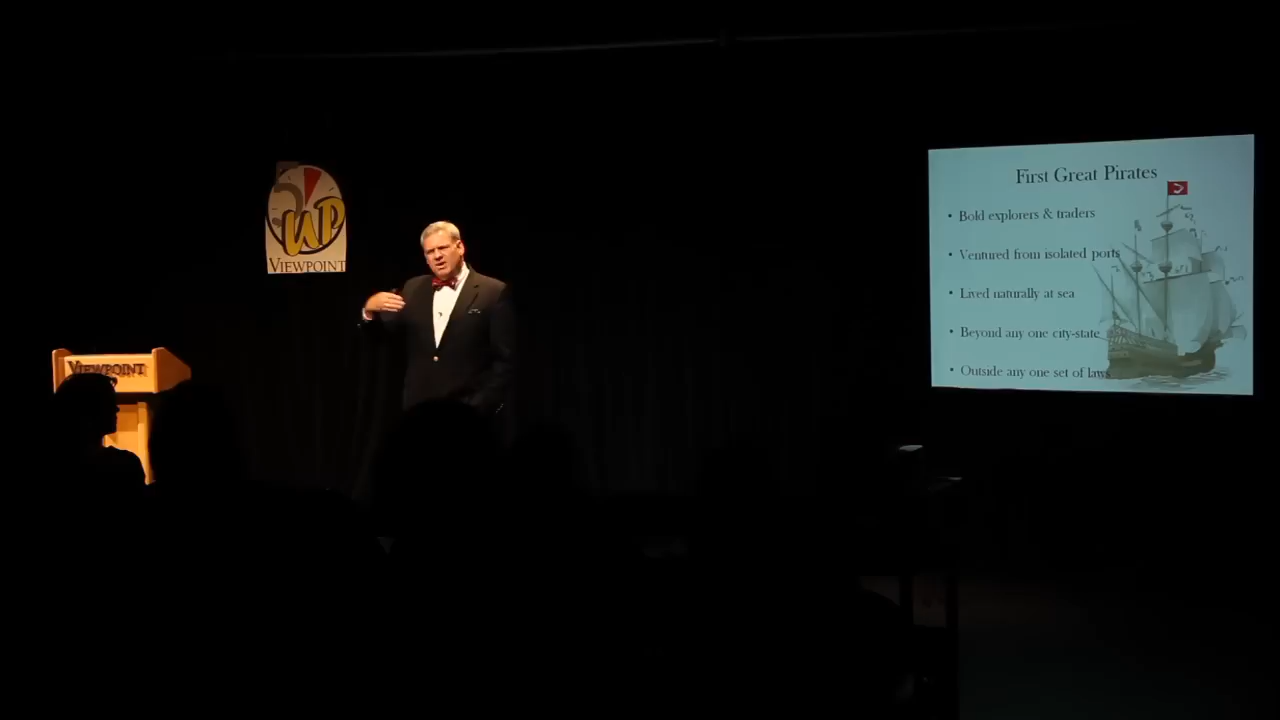 UP
VIEWPOINT
VIEWPOINT
First Great Pirates
• Bold explorers & traders
• Ventured from isolated ports
• Lived naturally at sea
• Beyond any one city-state
• Outside any one set of laws